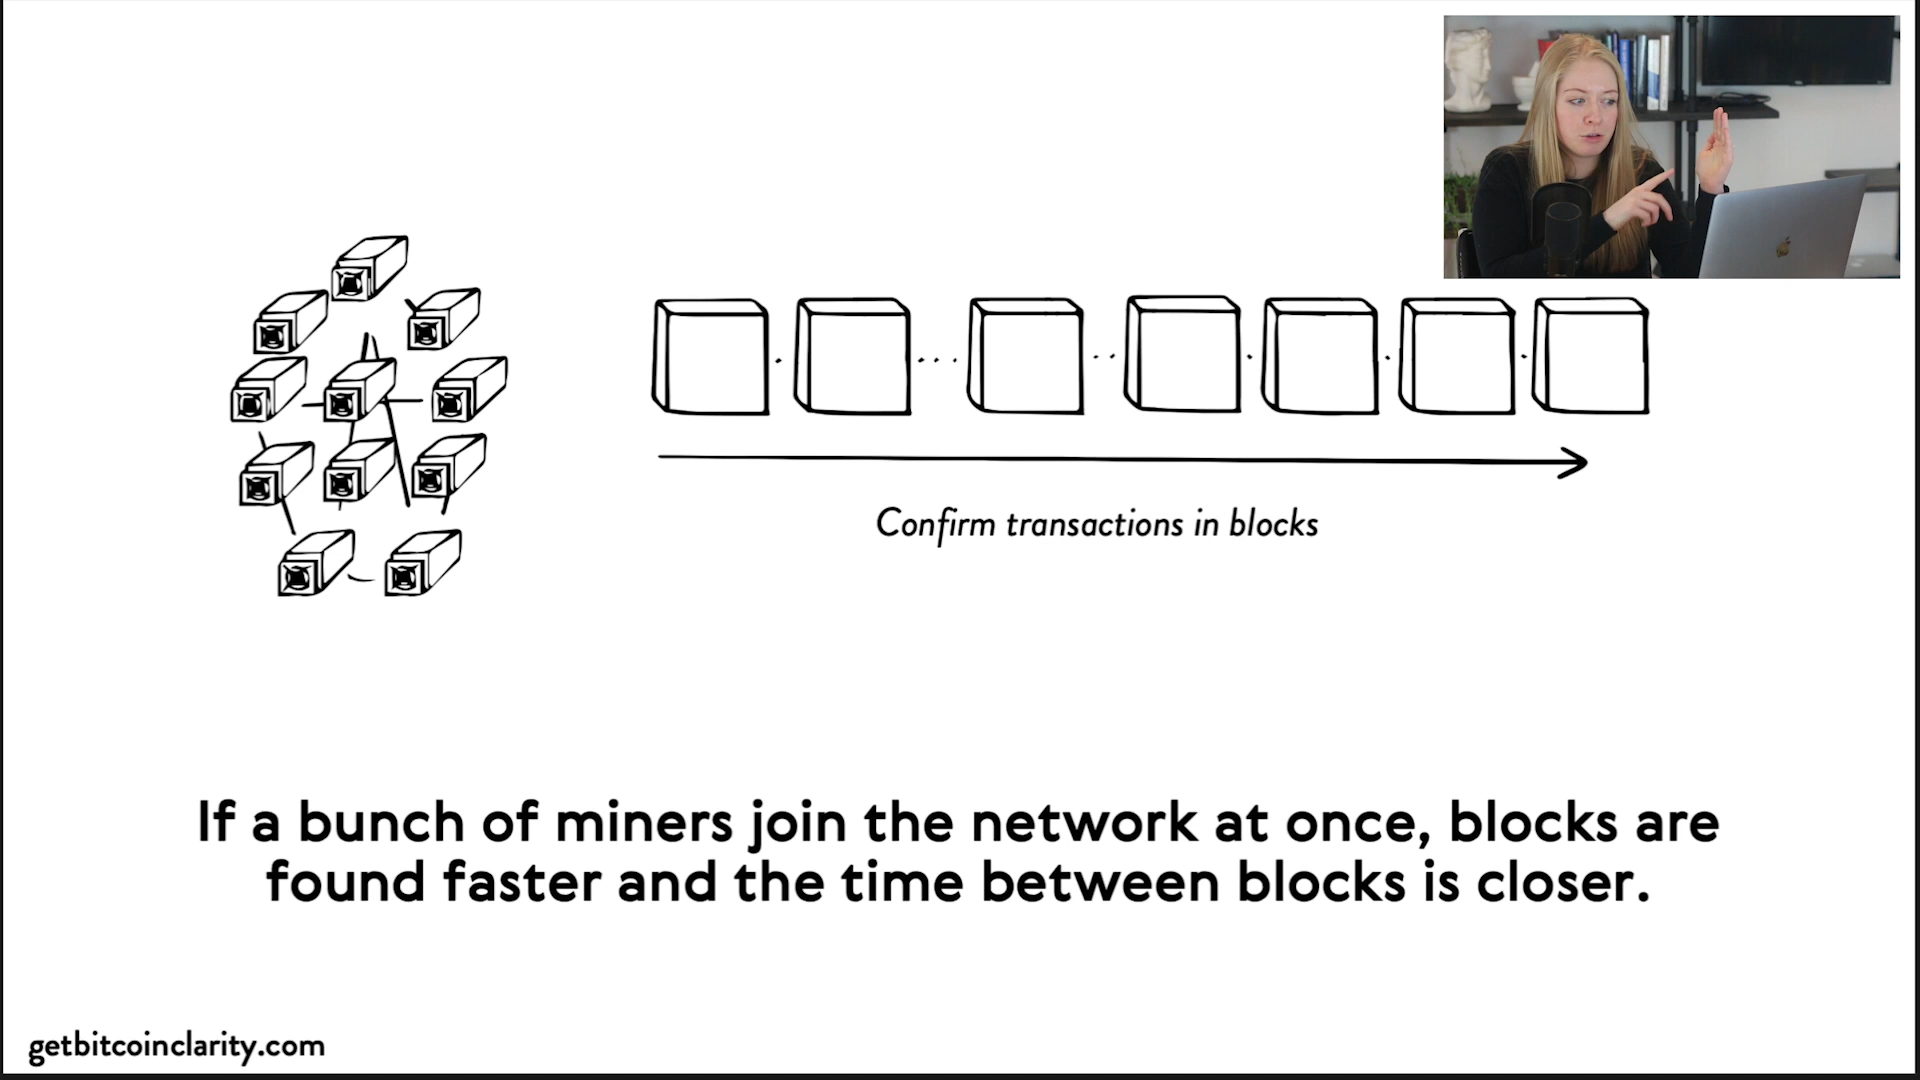 Confirm transactions in blocks
If a bunch of miners join the network at once, blocks are
found faster and the time between blocks is closer.
getbitcoinclarity.com